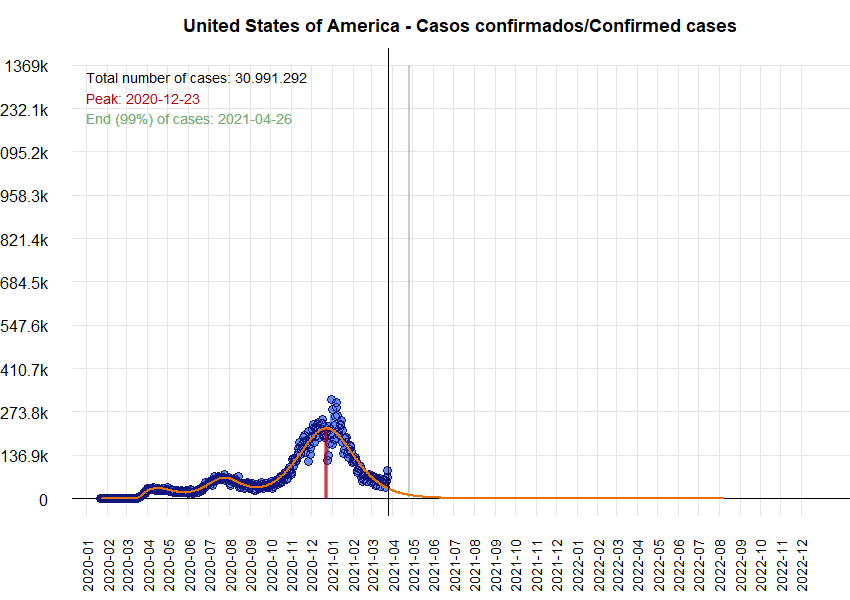 United States of America - Casos confirmados/Confirmed cases
1369k
232.1k
095.2k
958.3k
821.4k
684.5k
547.6k
410.7k
273.8k
136.9k
0
Total number of cases: 30.991.292
Peak: 2020-12-23
End (99%) of cases: 2021-04-26
2020-01
2020-02
2020-03
2020-04
2020-05
2020-06
2020-07
2020-08
2020-09
2020-10
2020-11
2020-12
2021-01
2021-02
2021-03
2021-04
2021-05
2021-06
2021-07
2021-08
2021-09
2021-10
2021-11
2021-12
2022-01
2022-02
2022-03
2022-04
2022-05
2022-06
2022-07
2022-08
2022-09
2022-10
2022-11
2022-12